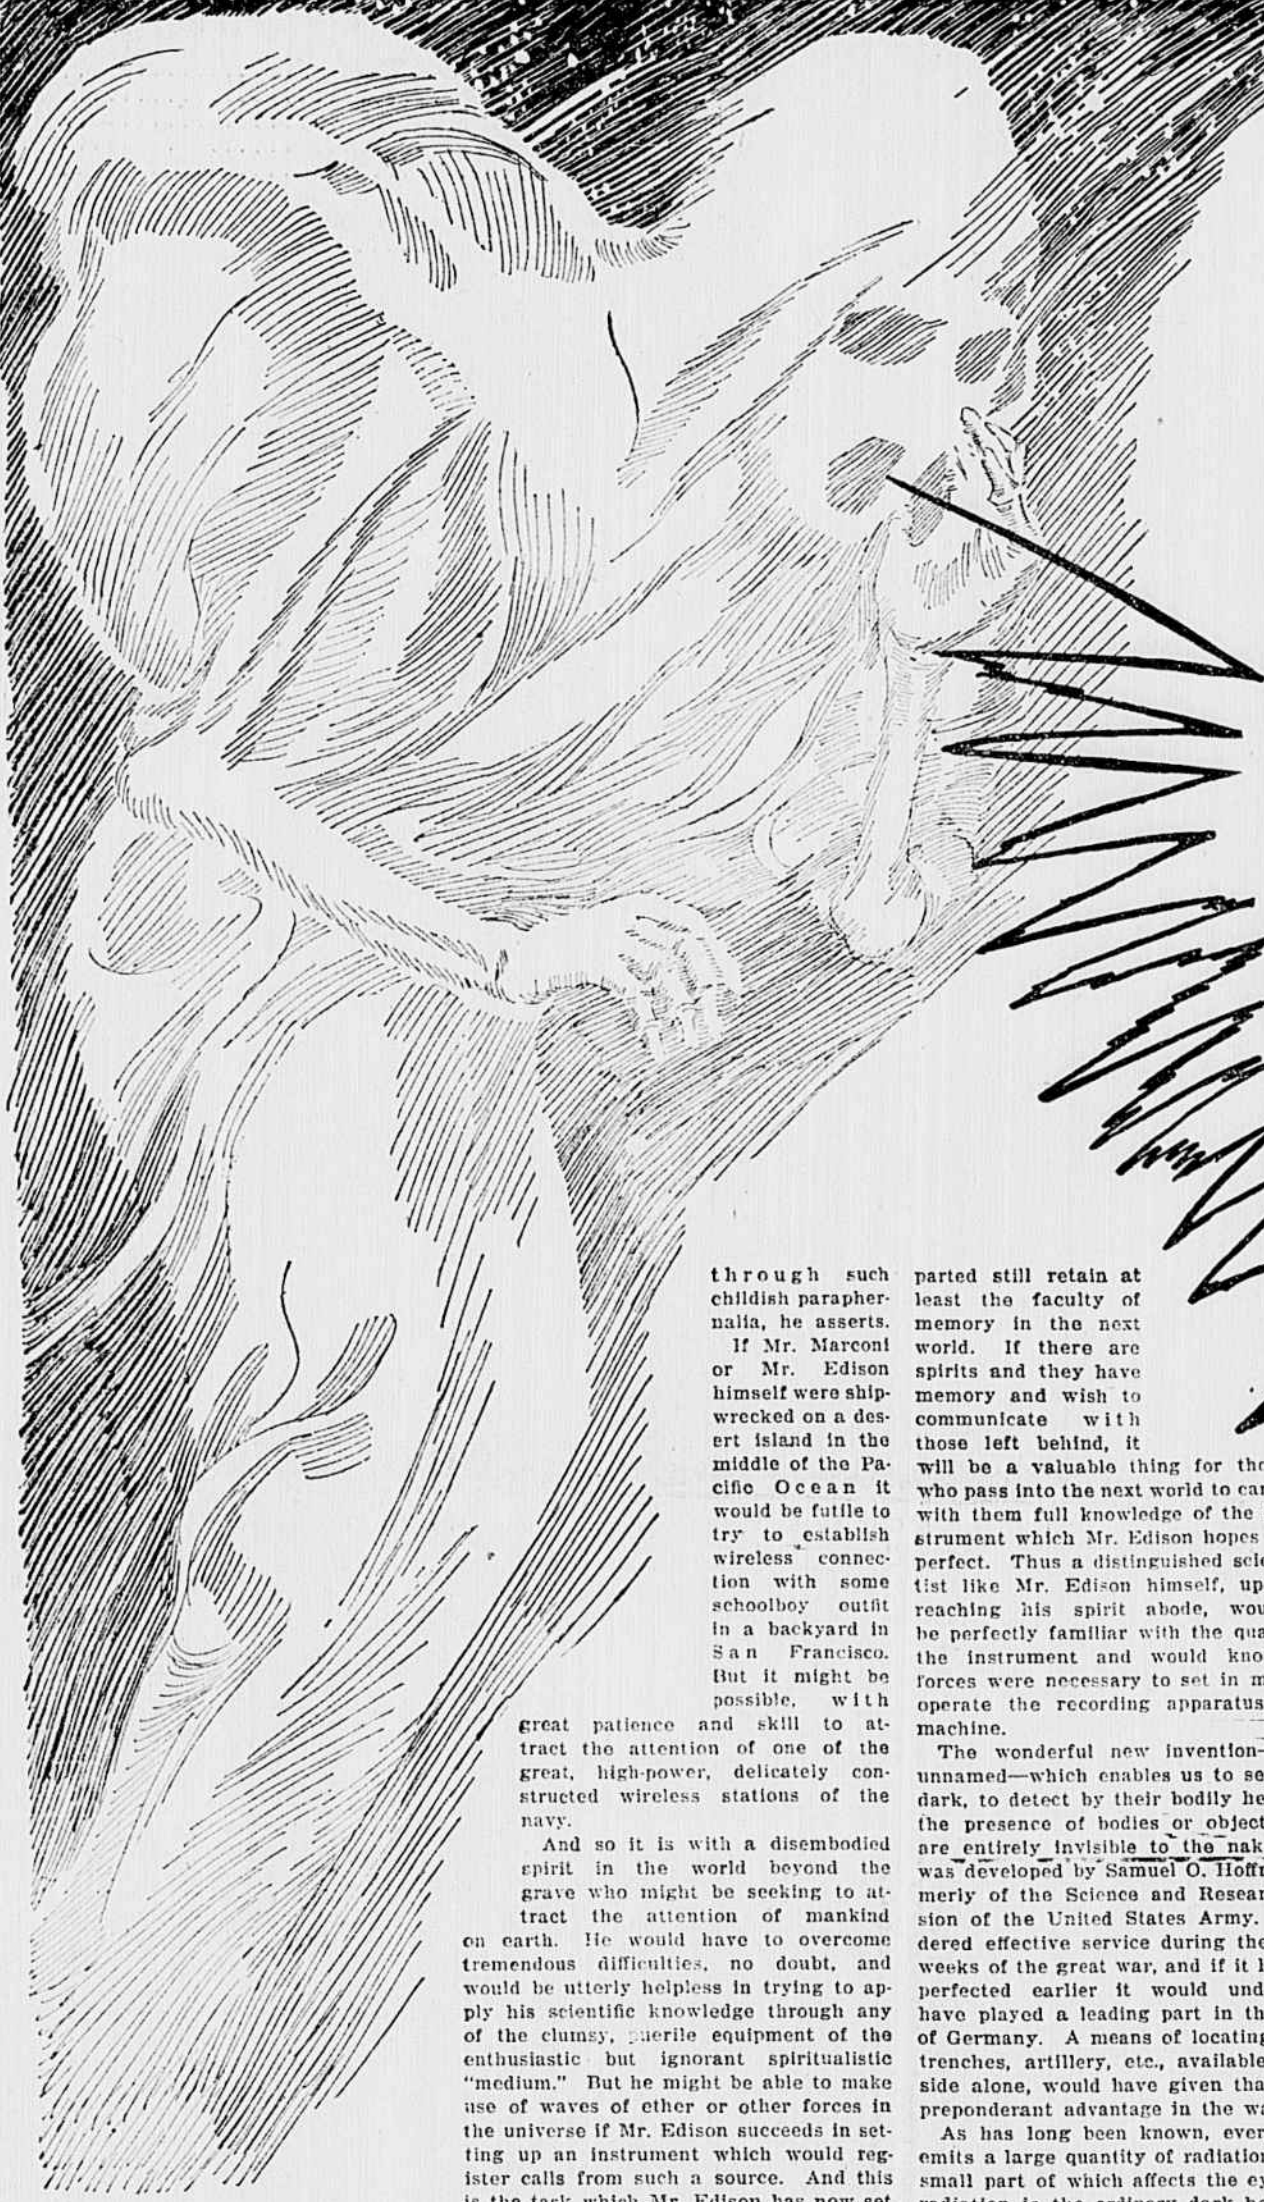 through such
childish parapher-
nalia, he asserts.
If Mr. Marconi
or Mr. Edison
himself were ship-
wrecked on a des-
ert island in the
middle of the Pa-
cific Ocean it
would be futile to
try to establish
wireless connec-
tion with some
schoolboy outfit
in a backyard in
San Francisco.
But it might be
possible, with
great patience and skill to at-
tract the attention of one of the
great, high-power, delicately con-
structed wireless stations of the
navy.
And so it is with a disembodied
spirit in the world beyond the
grave who might be seeking to at-
tract the attention of mankind
on earth. He would have to overcome
tremendous difficulties, no doubt, and
would be utterly helpless in trying to ap-
ply his scientific knowledge through any
of the clumsy, puerile equipment of the
enthusiastic but ignorant spiritualistic
"medium." But he might be able to make
use of waves of ether or other forces in
the universe if Mr. Edison succeeds in set-
ting up an instrument which would reg-
ister calls from such a source. And this
is the task which Mr. Edison has now set
parted still retain at
least the faculty of
memory in the next
world. If there are
spirits and they have
memory and wish to
communicate with
those left behind, it
will be a valuable thing for
who pass into the next world to
with them full knowledge of the
strument which Mr. Edison hopes
perfect. Thus a distinguished
tist like Mr. Edison himself, up
reaching his spirit abode,
be perfectly familiar with the
the instrument and would
forces were necessary to set in
operate the recording apparatus
machine.
The wonderful new invention—
unnamed—which enables us to
dark, to detect by their bodily
the presence of bodies or object
are entirely invisible to the
was developed by Samuel O.
merly of the Science and
sion of the United States Army.
dered effective service during the
weeks of the great war, and if it
perfected earlier it would
have played a leading part in
of Germany. A means of locating
trenches, artillery, etc., available
side alone, would have given
preponderant advantage in the
As has long been known, ever
emits a large quantity of
small part of which affects the